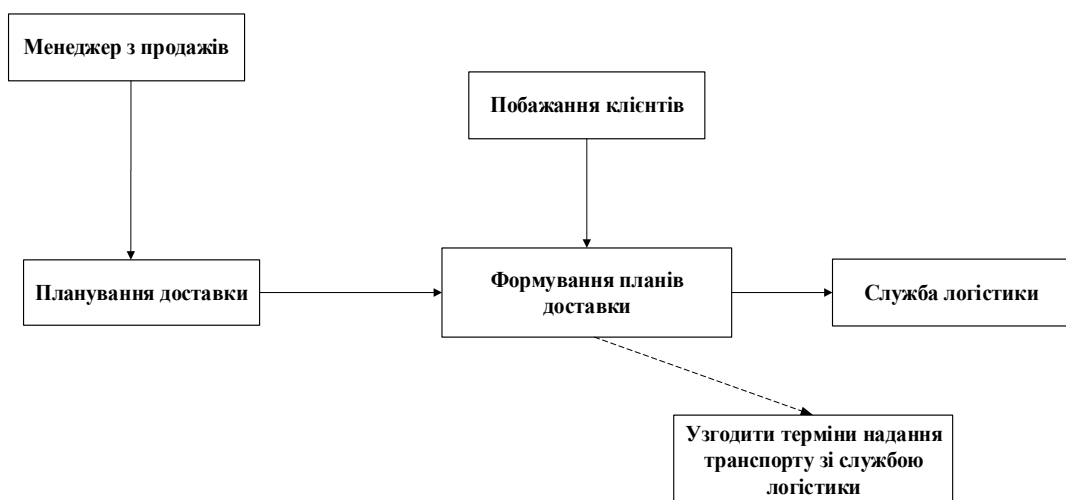 Менеджер з продажів
Побажання клієнтів
Планування доставки
Формування планів
доставки
Служба логістики
Узгодити терміни надання
транспорту зі службою
логістики